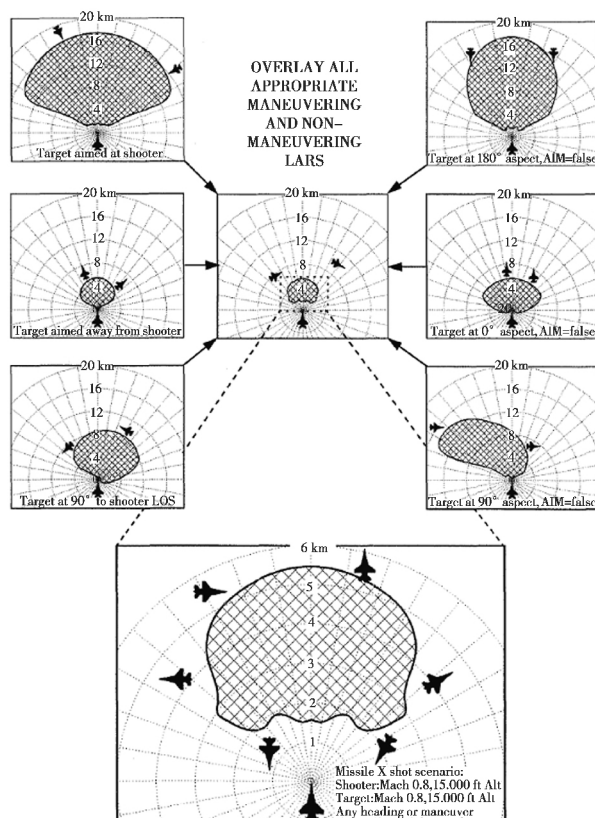 20 km
16
12
8
4
Target aimed at shooter
OVERLAY ALL
APPROPRIATE
MANEUVERING
AND NON-
MANEUVERING
LARS
20 km
16
12
8
4
Target at 180° aspect,AIM=false
20 km
16
12
8
4
Target aimed away from shooter
20 km
16
12
8
4
20 km
16
12
8
4
Target at 0° aspect,AIM=false
20 km
16
12
8
4
Target at 90° to shooter LOS
20 km
16
12
8
4
Target at 90° aspect,AIM=false
6 km
5
4
3
2
1
Missile X shot scenario:
Shooter:Mach 0.8,15.000 ft Alt
Target:Mach 0.8,15.000 ft Alt
Any heading or maneuver